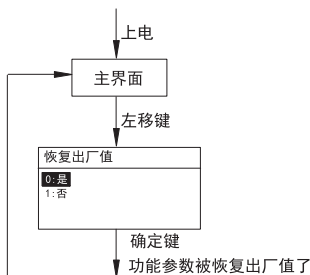 上电
主界面
左移键
恢复出厂值
0:是
1:否
确定键
功能参数被恢复出厂值了